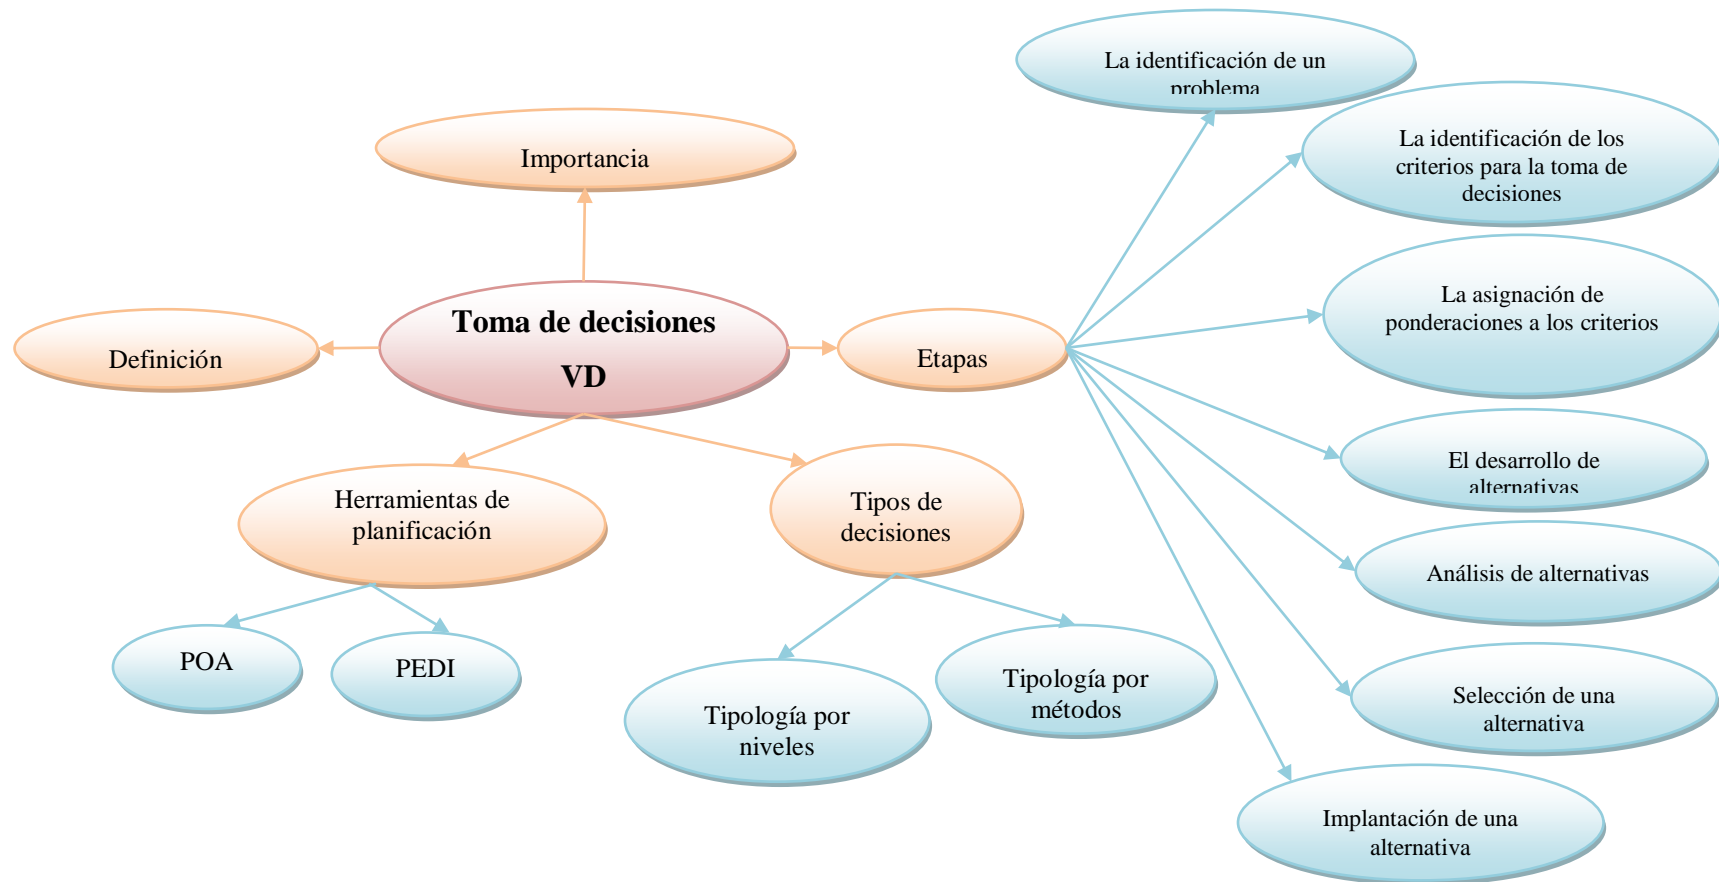 La identificación de un
problema
La identificación de los
criterios para la toma de
decisiones
Importancia
La asignación de
ponderaciones a los criterios
Toma de decisiones
VD
Definición
Etapas
El desarrollo de
alternativas
Herramientas de
planificación
Tipos de
decisiones
Análisis de alternativas
POA
PEDI
Tipología por
niveles
Tipología por
métodos
Selección de una
alternativa
Implantación de una
alternativa